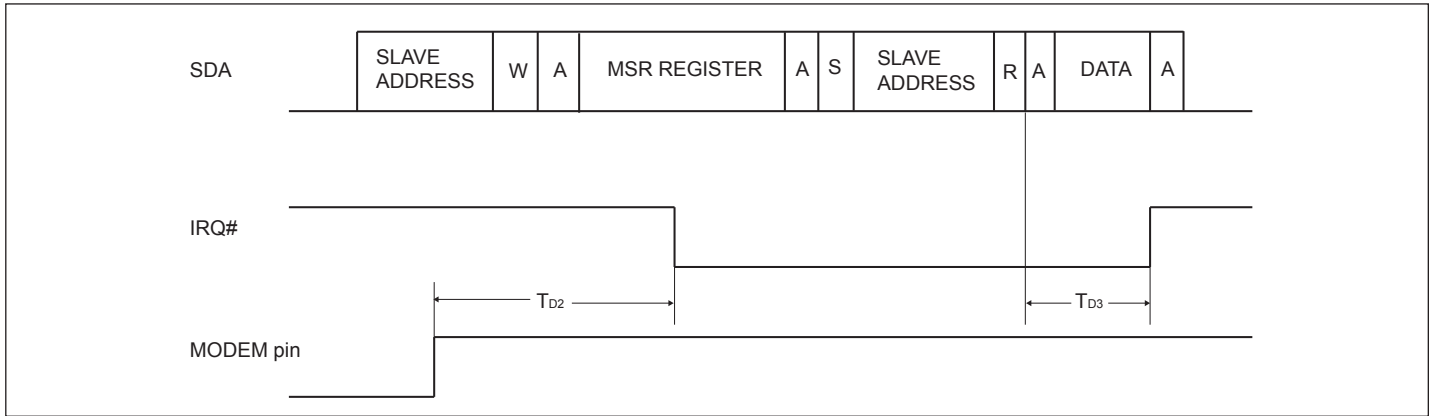 SDA
SLAVE
ADDRESS
W
A
MSR REGISTER
A
S
SLAVE
ADDRESS
R
A
DATA
A
IRQ#
TD2
TD3
MODEM pin